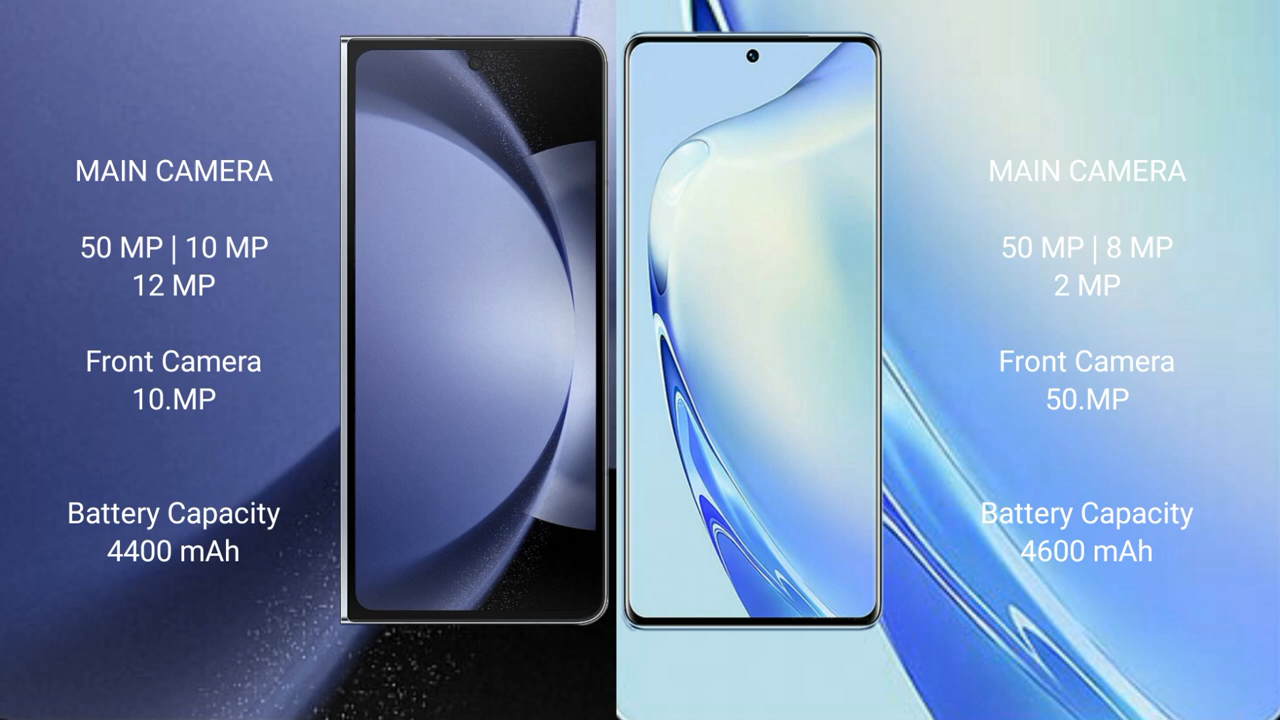 MAIN CAMERA
50 MP | 10 MP
12 MP
Front Camera
10.MP
Battery Capacity
4400 mAh
MAIN CAMERA
50 MP | 8 MP
2 MP
Front Camera
50.MP
Battery Capacity
4600 mAh